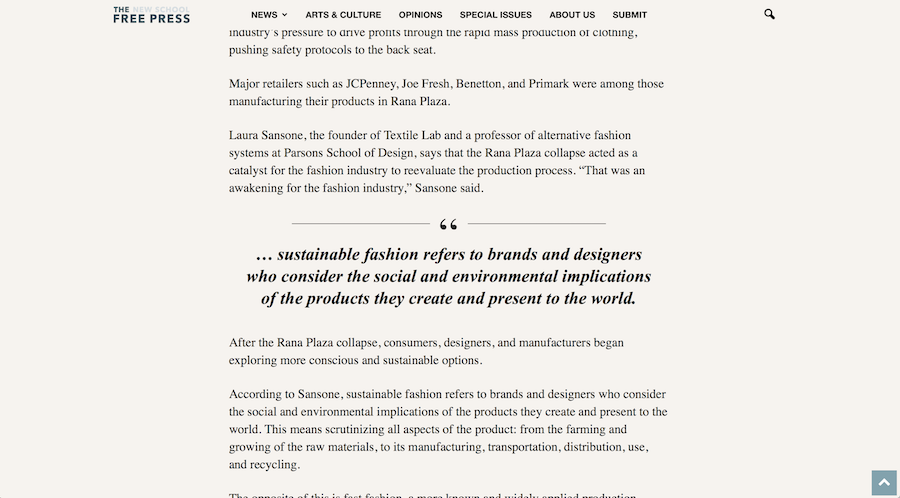 THE NEW SCHOOL
FREE PRESS
NEWS
ARTS & CULTURE
OPINIONS
SPECIAL ISSUES
ABOUT US
SUBMIT
industry's pressure to drive profits through the rapid mass production of clothing,
pushing safety protocols to the back seat.
Major retailers such as JCPenney, Joe Fresh, Benetton, and Primark were among those
manufacturing their products in Rana Plaza.
Laura Sansone, the founder of Textile Lab and a professor of alternative fashion
systems at Parsons School of Design, says that the Rana Plaza collapse acted as a
catalyst for the fashion industry to reevaluate the production process. “That was an
awakening for the fashion industry,” Sansone said.
“
… sustainable fashion refers to brands and designers
who consider the social and environmental implications
of the products they create and present to the world.
After the Rana Plaza collapse, consumers, designers, and manufacturers began
exploring more conscious and sustainable options.
According to Sansone, sustainable fashion refers to brands and designers who consider
the social and environmental implications of the products they create and present to the
world. This means scrutinizing all aspects of the product: from the farming and
growing of the raw materials, to its manufacturing, transportation, distribution, use,
and recycling.
The opposite of this is fast fashion, a more known and widely applied production